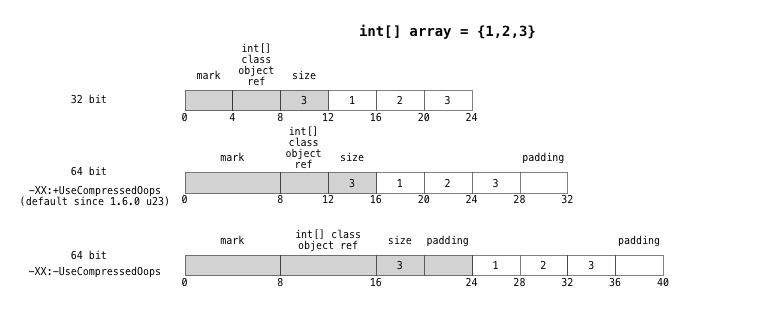 int[] array = {1,2,3}
int[]
class
object
ref
mark
size
32 bit
3 1 2 3
0 4 8 12 16 20 24
int[]
class
object
ref
mark
size
padding
64 bit
-XX:+UseCompressedOops
(default since 1.6.0 u23)
3 1 2 3
0 8 12 16 20 24 28 32
int[] class
object ref
mark
size
padding
padding
64 bit
-XX:-UseCompressedOops
3 1 2 3
0 8 16 24 28 32 36 40